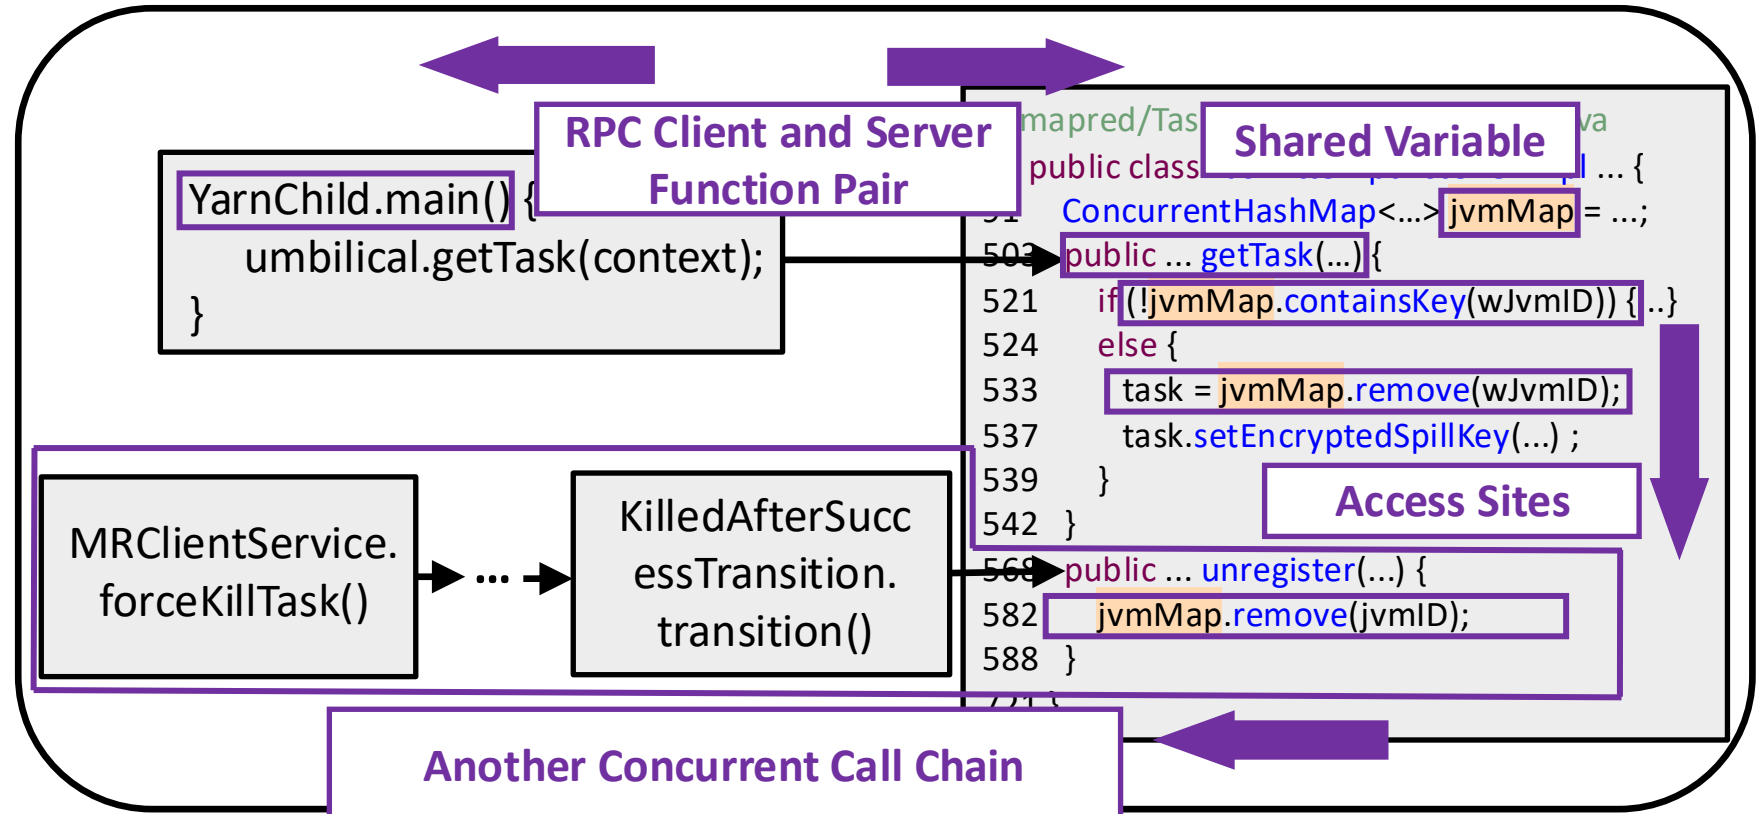 RPC Client and Server
Function Pair
YarnChild.main() {
umbilical.getTask(context);
}
mapred/Tas
va
Shared Variable
public class
... {
ConcurrentHashMap<...> jvmMap = ...;
503 public ... getTask(...) {
521 if (!jvmMap.containsKey(wJvmID)) {...}
524 else {
533 task = jvmMap.remove(wJvmID);
537 task.setEncryptedSpillKey(...) ;
539 }
542 }
Access Sites
568 public ... unregister(...) {
582 jvmMap.remove(jvmID);
588 }
721 }
MRClientService.
forceKillTask()
...
KilledAfterSucc
essTransition.
transition()
Another Concurrent Call Chain